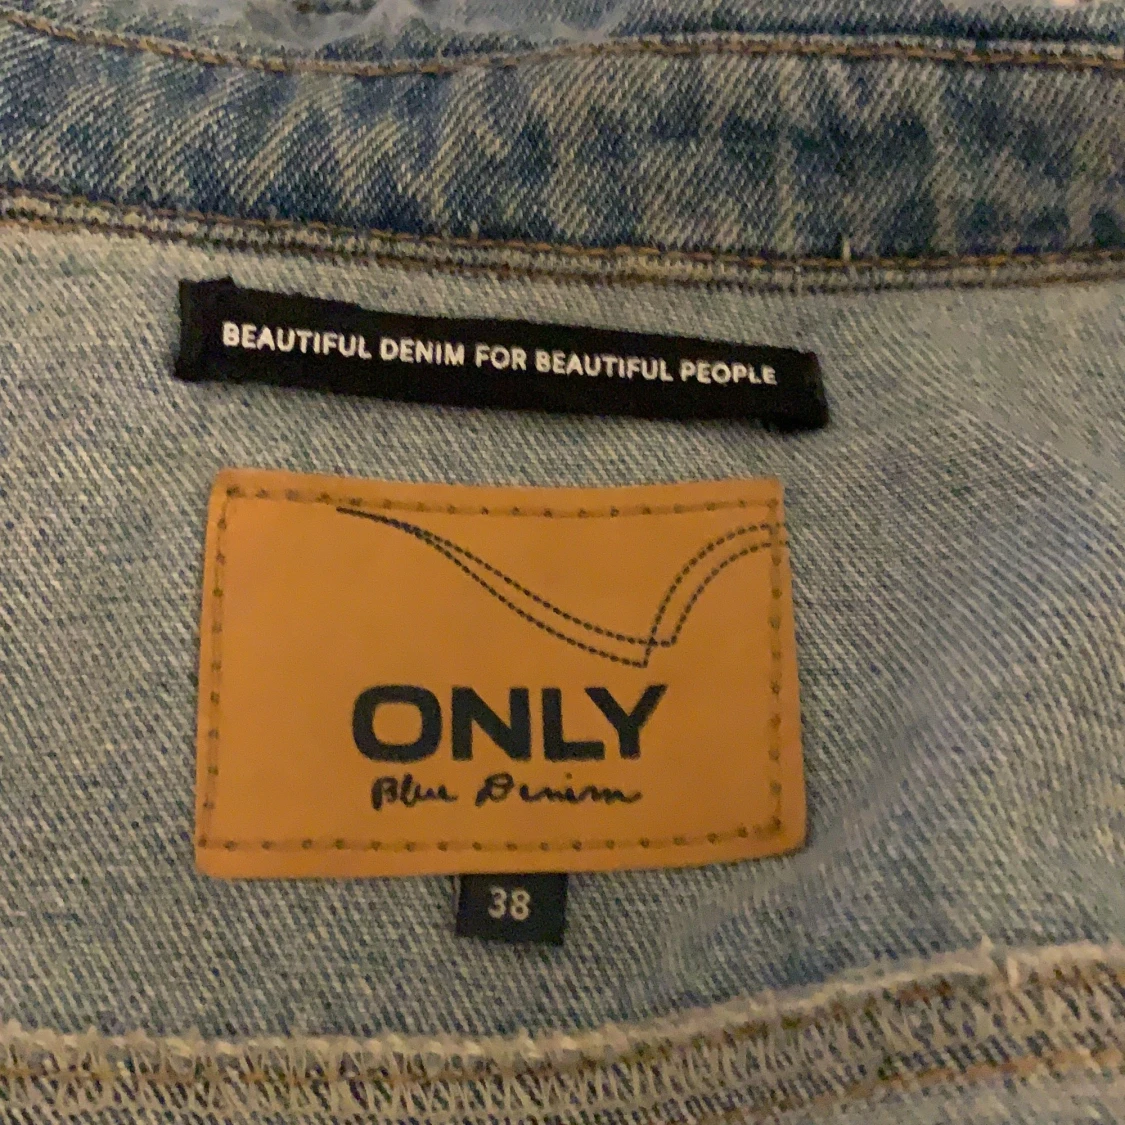 BEAUTIFUL DENIM FOR BEAUTIFUL PEOPLE
ONLY
Blue Denim
38